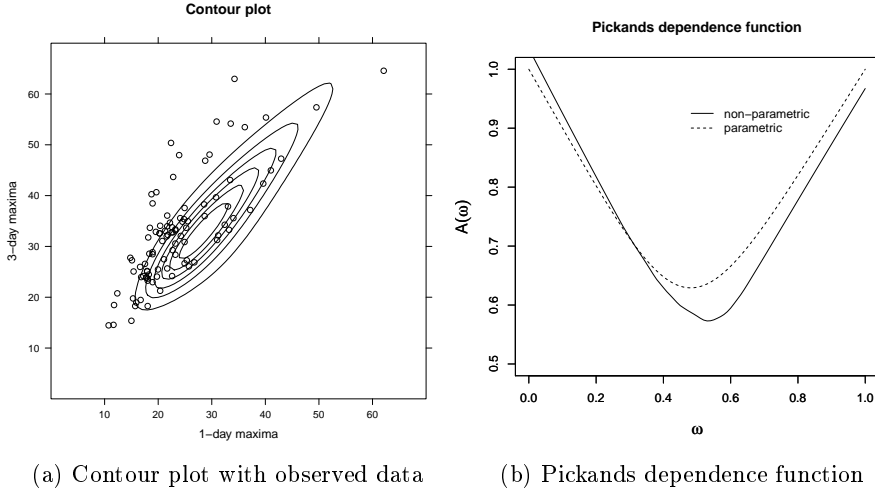 Contour plot
3−day maxima
60
50
40
30
20
10
10 20 30 40 50 60
1−day maxima
(a) Contour plot with observed data
Pickands dependence function
A(ω)
1.0
0.9
0.8
0.7
0.6
0.5
non−parametric
parametric
0.0 0.2 0.4 0.6 0.8 1.0
ω
(b) Pickands dependence function